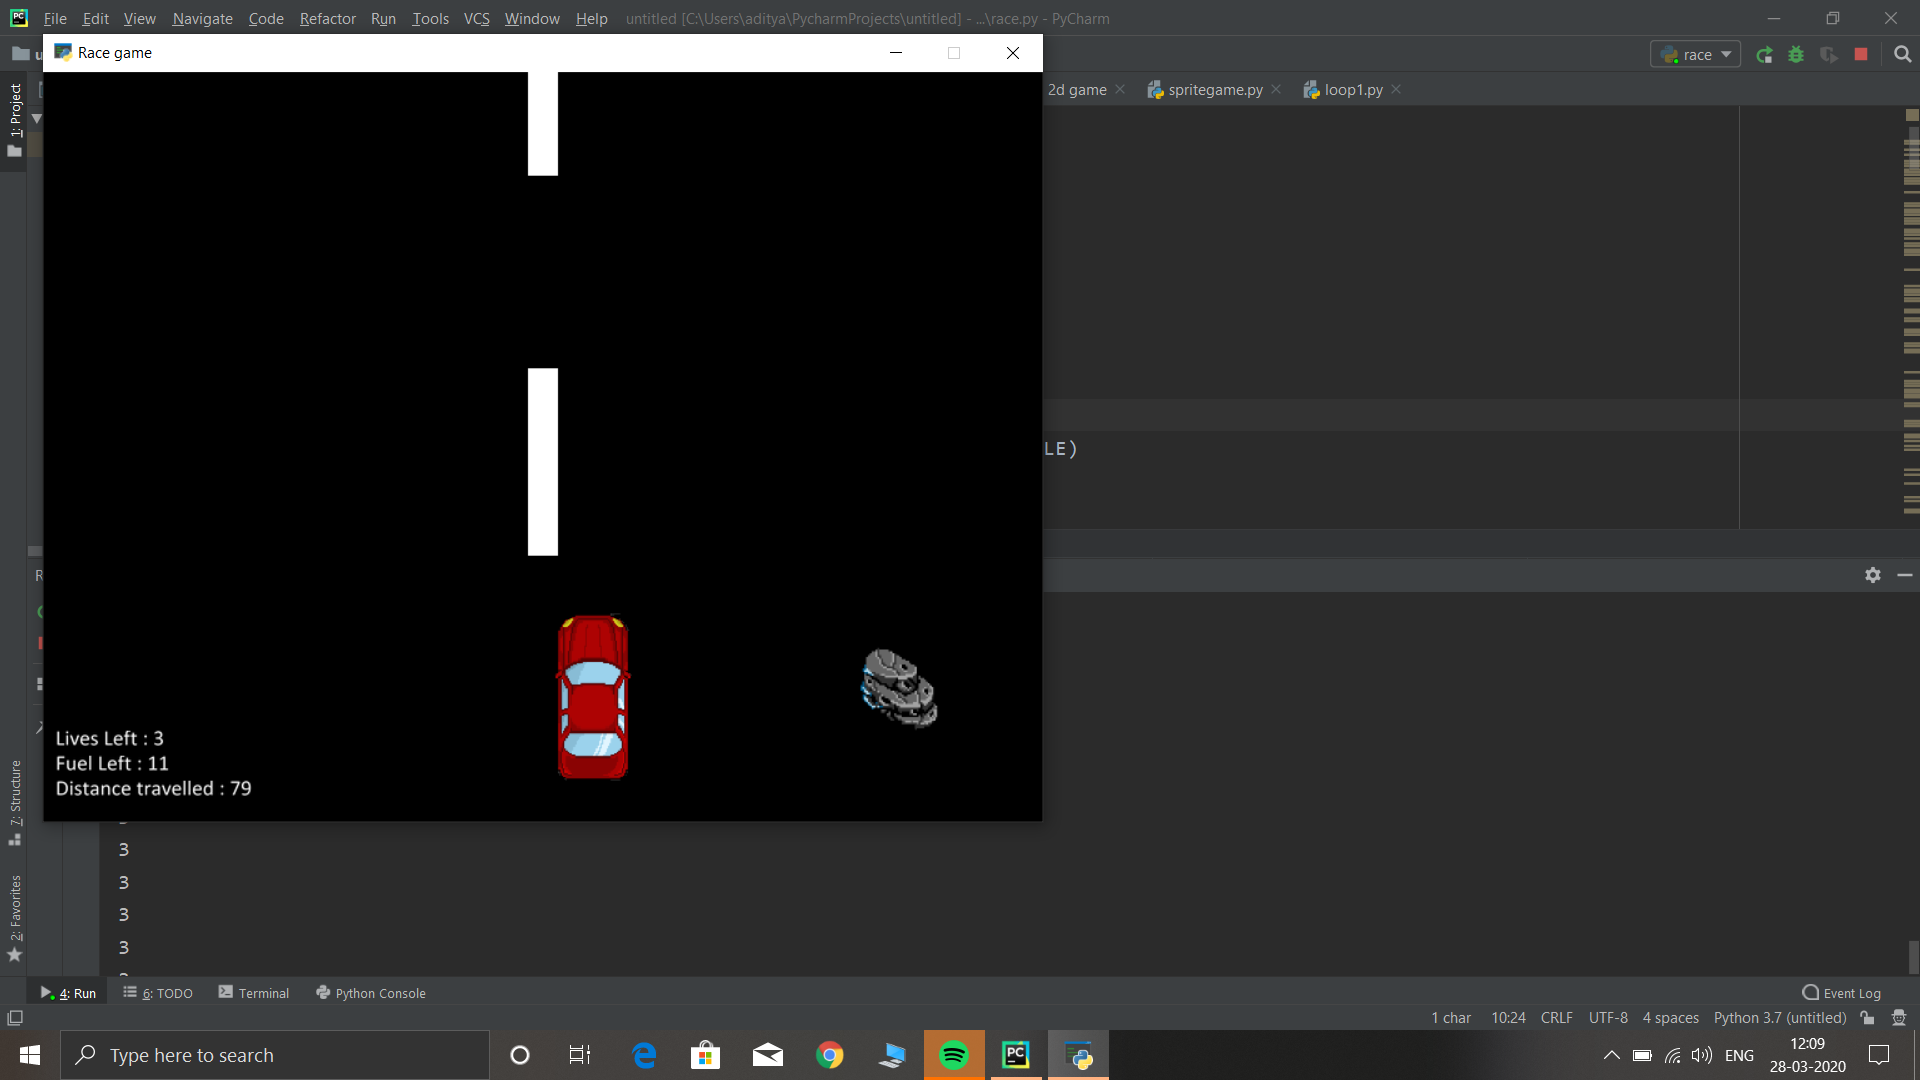 PC File Edit View Navigate Code Refactor Run Tools VCS Window Help untitled [C:\Users\aditya\PycharmProjects\untitled] - ...\race.py - PyCharm
Race game
race
1: Project
2d game spritegame.py loop1.py
LE)
Lives Left : 3
Fuel Left : 11
Distance travelled : 79
7: Structure
2: Favorites
3
3
3
3
4: Run 6: TODO Terminal Python Console Event Log
1 char 10:24 CRLF UTF-8 4 spaces Python 3.7 (untitled)
Type here to search
PC
ENG
12:09
28-03-2020